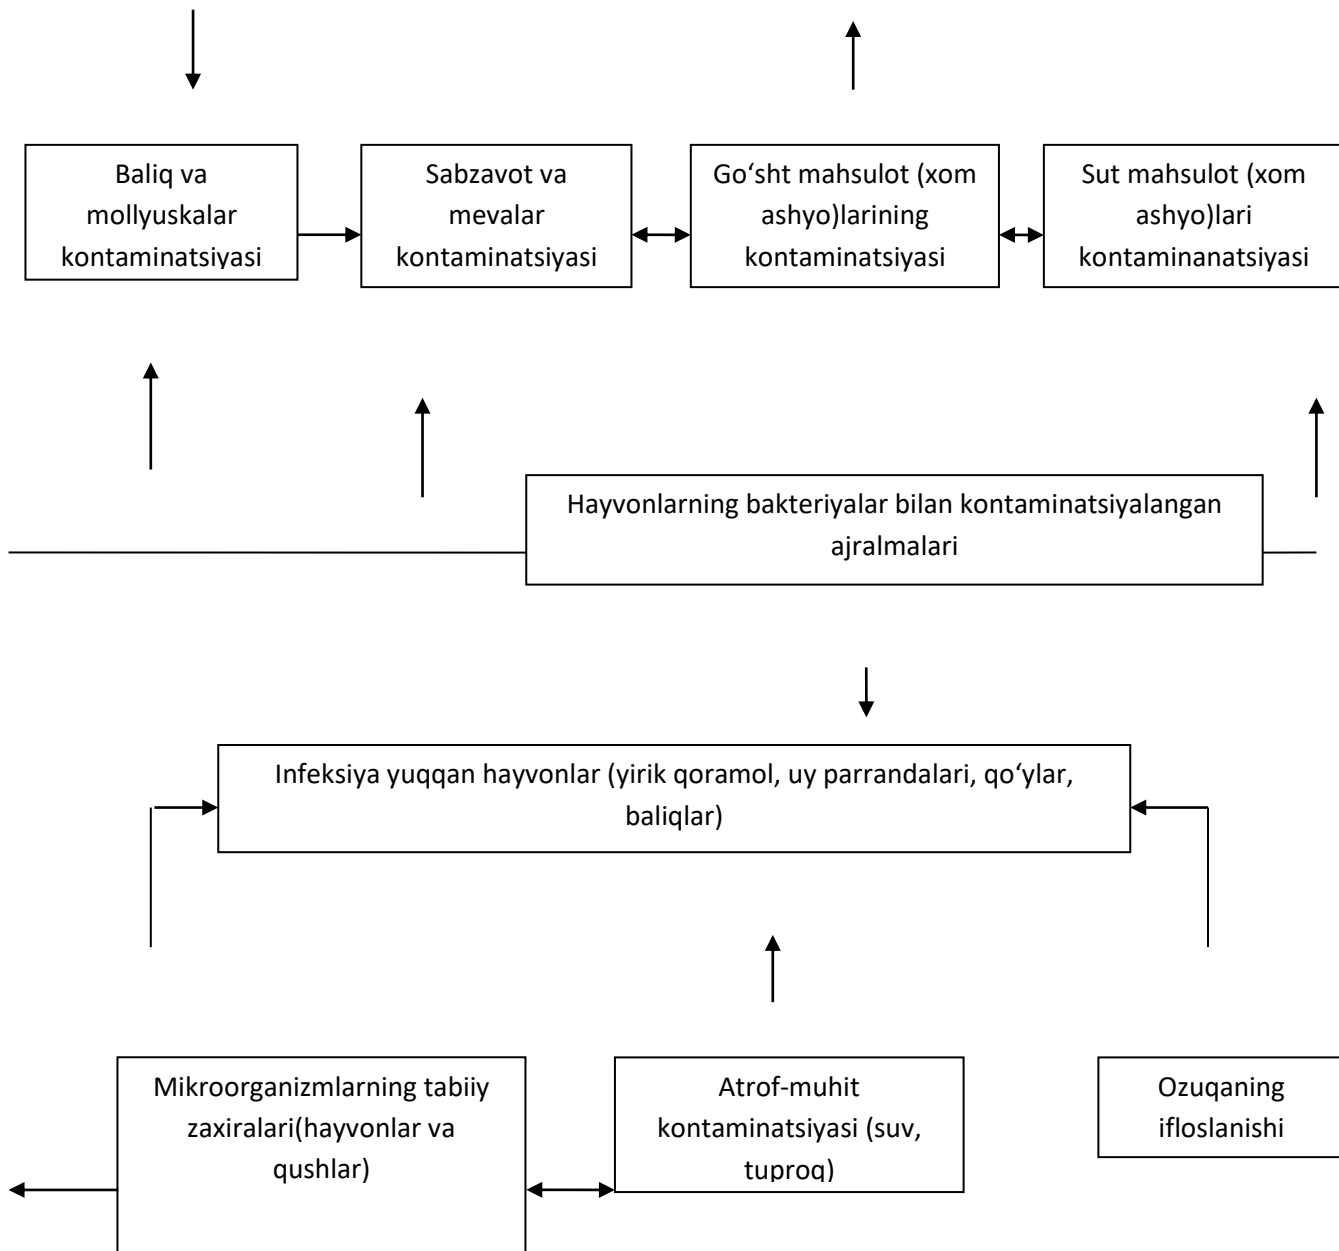 Baliq va
mollyuskalar
kontaminatsiyasi
Sabzavot va
mevalar
kontaminatsiyasi
Go‘sht mahsulot (xom
ashyo)larining
kontaminatsiyasi
Sut mahsulot (xom
ashyo)lari
kontaminanatsiyasi
Hayvonlarning bakteriyalar bilan kontaminatsiyalangan
ajralmalari
Infeksiya yuqqan hayvonlar (yirik qoramol, uy parrandalari, qo‘ylar,
baliqlar)
Mikroorganizmlarning tabiiy
zaxiralari(hayvonlar va
qushlar)
Atrof-muhit
kontaminatsiyasi (suv,
tuproq)
Ozuqaning
ifloslanishi